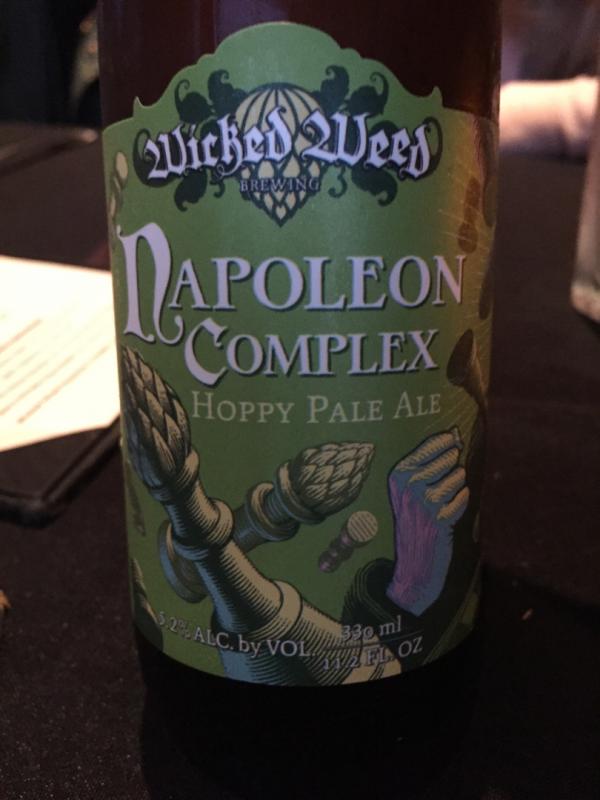 Wicked Weed
BREWING
NAPOLEON
COMPLEX
HOPPY PALE ALE
5.2% ALC. by VOL.
330 ml
11.2 FL. OZ